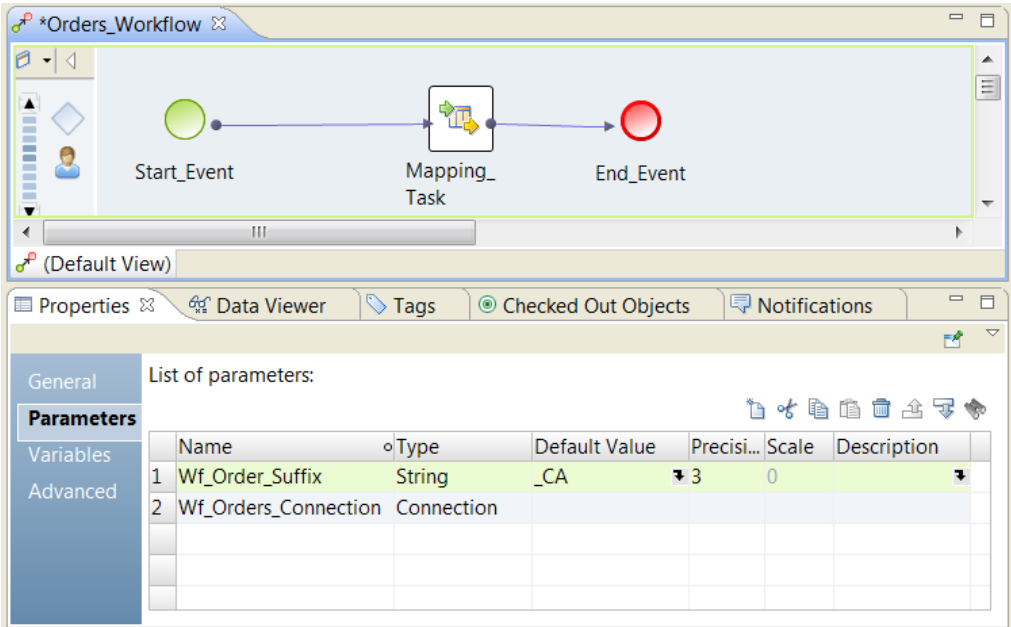 *Orders_Workflow
Start_Event
Mapping_
Task
End_Event
(Default View)
Properties Data Viewer Tags Checked Out Objects Notifications
General
Parameters
Variables
Advanced
List of parameters:
Name Type Default Value Precisi... Scale Description
1 Wf_Order_Suffix String _CA 3 0
2 Wf_Orders_Connection Connection